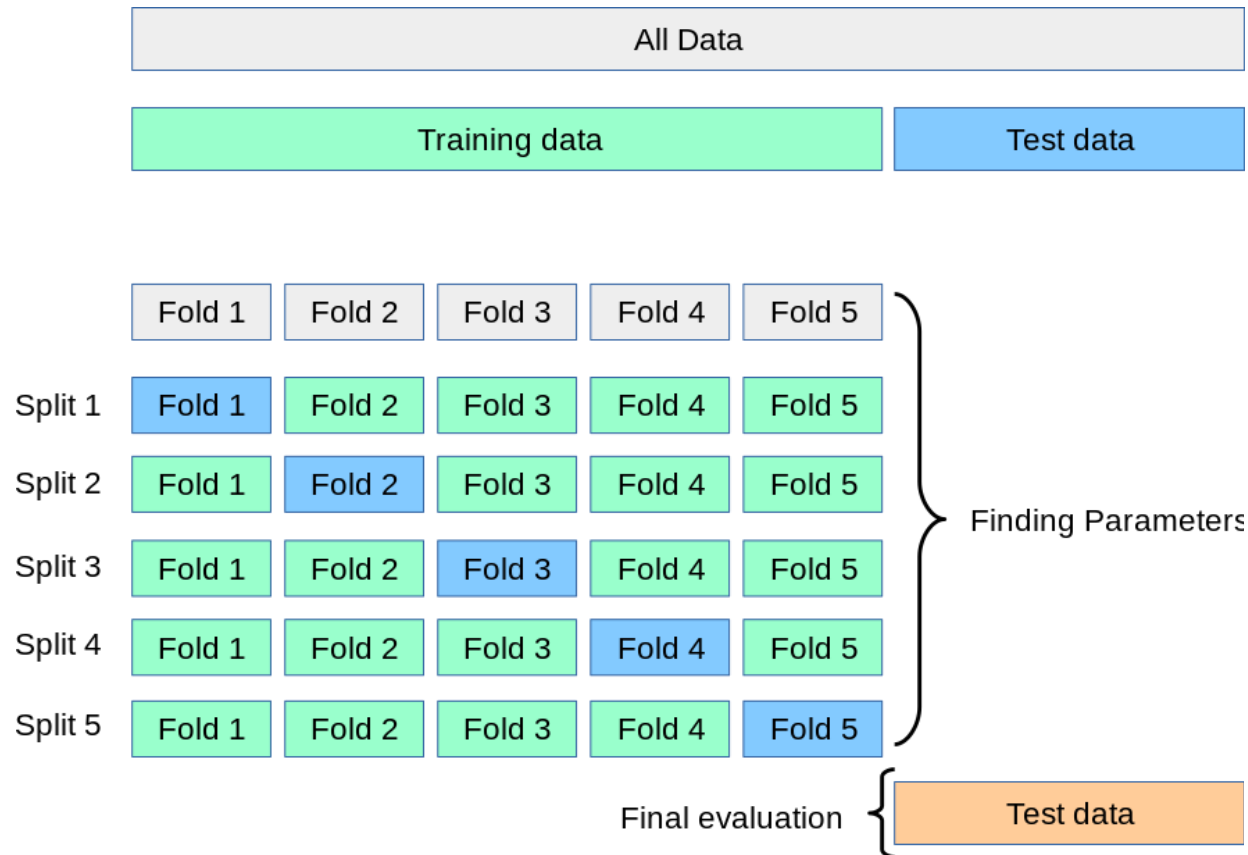 All Data
Training data Test data
Fold 1 Fold 2 Fold 3 Fold 4 Fold 5
Split 1 Fold 1 Fold 2 Fold 3 Fold 4 Fold 5
Split 2 Fold 1 Fold 2 Fold 3 Fold 4 Fold 5
Finding Parameters
Split 3 Fold 1 Fold 2 Fold 3 Fold 4 Fold 5
Split 4 Fold 1 Fold 2 Fold 3 Fold 4 Fold 5
Split 5 Fold 1 Fold 2 Fold 3 Fold 4 Fold 5
Final evaluation Test data